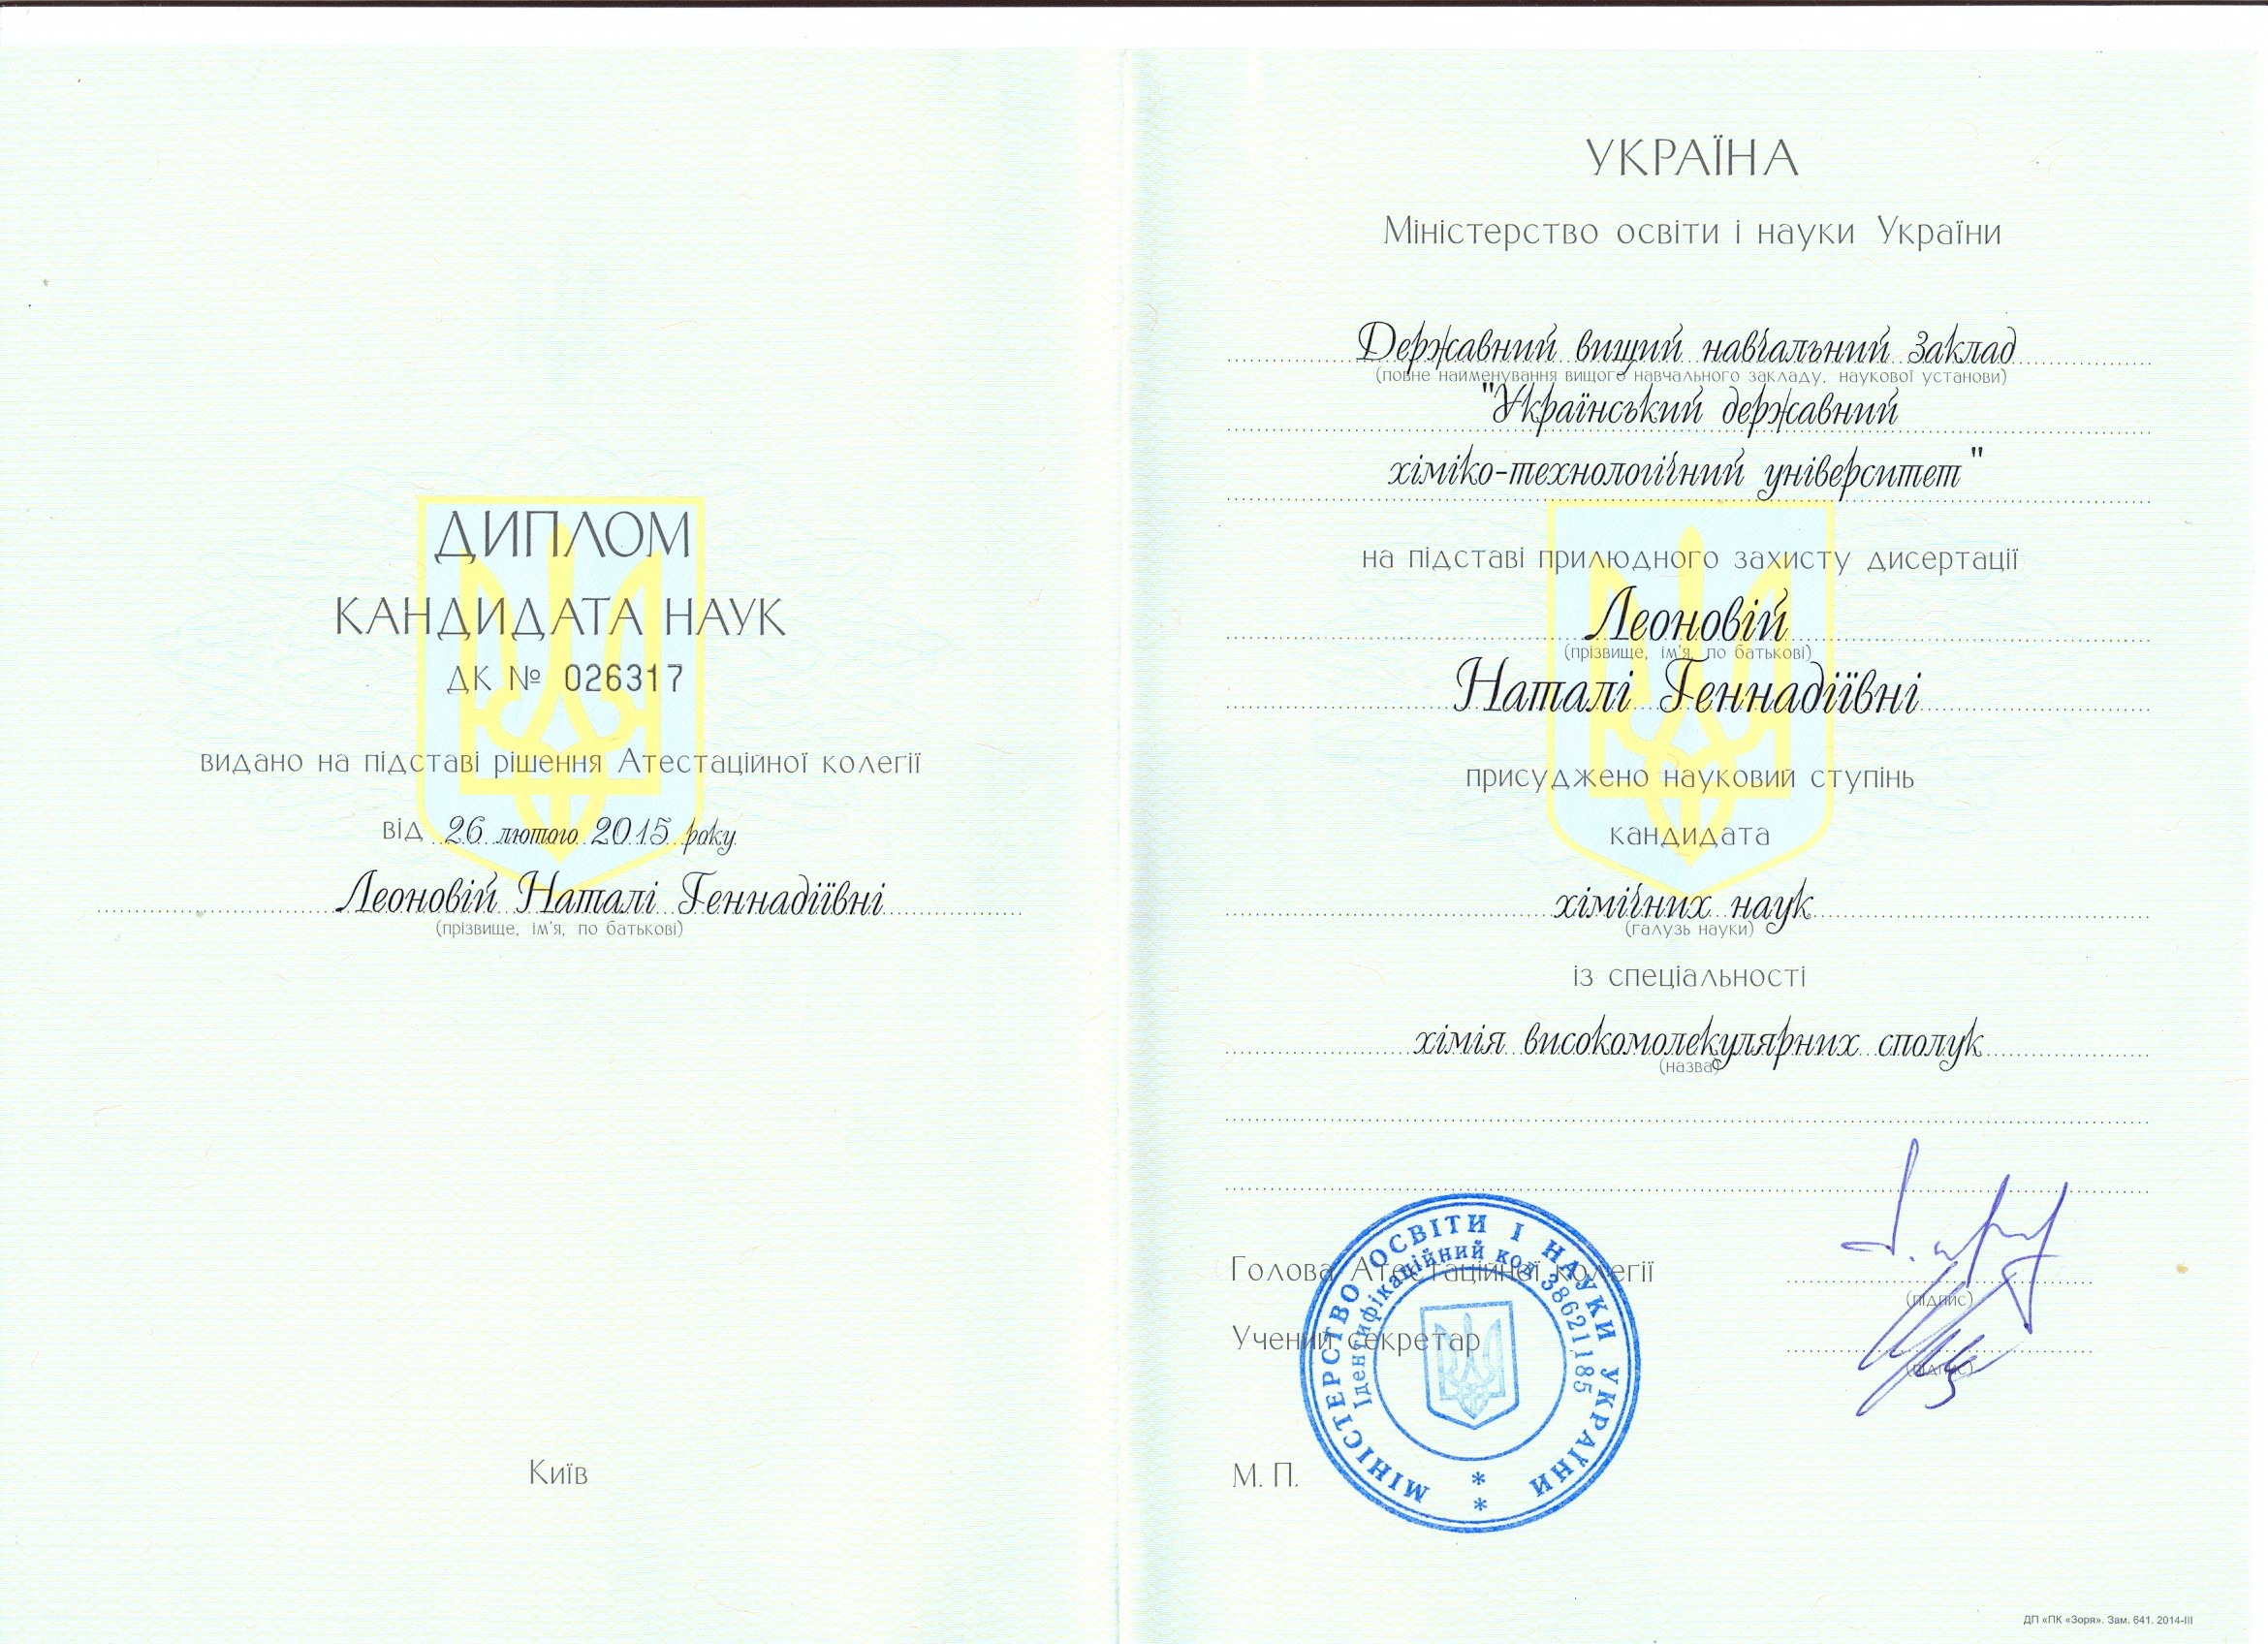 ДИПЛОМ
КАНДИДАТА НАУК
ДК № 026317
видано на підставі рішення Атестаційної колегії
від 26 лютого 2015 року
Леоновій Наталі Геннадіївні
(прізвище, ім'я, по батькові)
Київ
УКРАЇНА
Міністерство освіти і науки України
Державний вищий навчальний заклад
(повне найменування вищого навчального закладу, наукової установи)
"Український державний
хіміко-технологічний університет"
на підставі прилюдного захисту дисертації
Леоновій
(прізвище, ім'я, по батькові)
Наталі Геннадіївні
присуджено науковий ступінь
кандидата
хімічних наук
(галузь науки)
із спеціальності
хімія високомолекулярних сполук
(назва)
Голова Атестаційної колегії
(підпис)
Учений секретар
(підпис)
М. П.
МІНІСТЕРСТВО ОСВІТИ І НАУКИ УКРАЇНИ
Ідентифікаційний код 38621185
* *
ДП «ПК «Зоря». Зам. 641. 2014-III